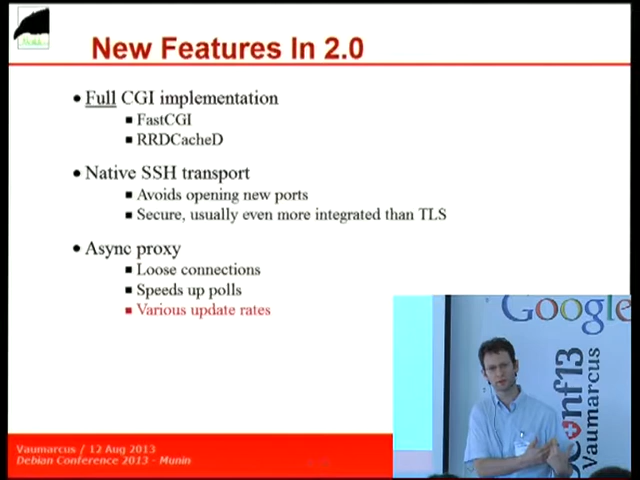 New Features In 2.0
Full CGI implementation
FastCGI
RRDCacheD
Native SSH transport
Avoids opening new ports
Secure, usually even more integrated than TLS
Async proxy
Loose connections
Speeds up polls
Various update rates
Google
conf13
Vaumarcus
Vaumarcus / 12 Aug 2013
Debian Conference 2013 - Munin